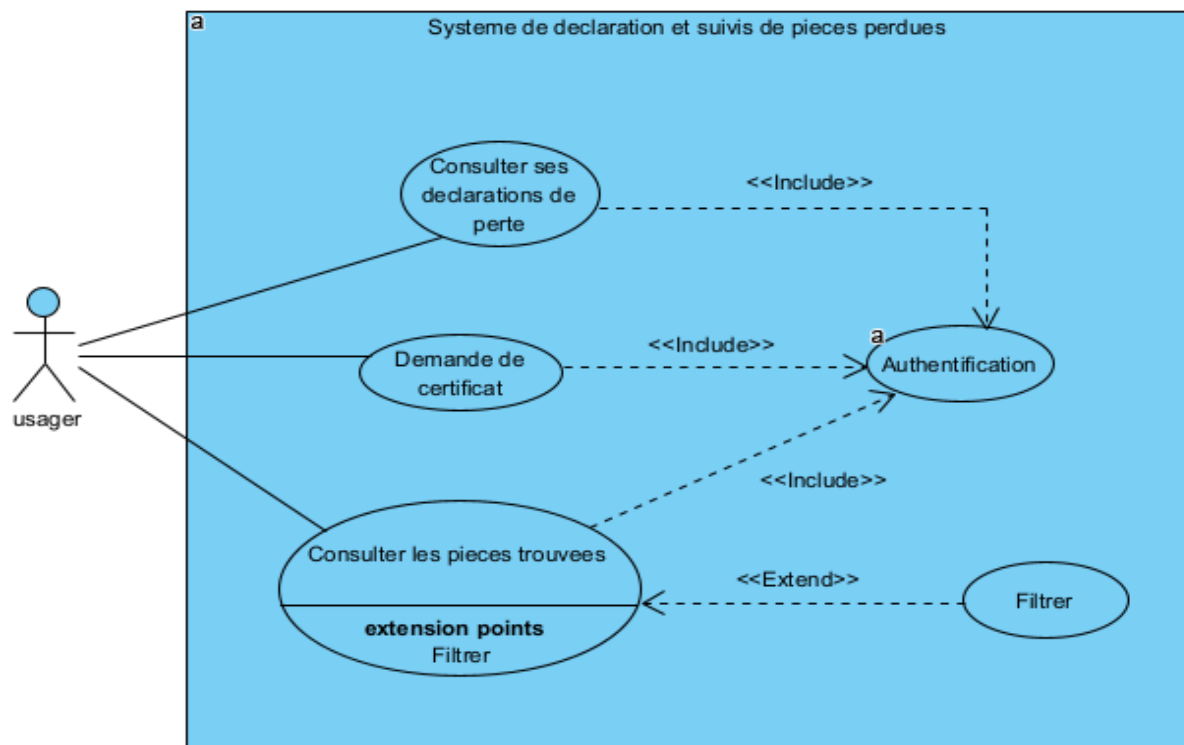 a
Systeme de declaration et suivis de pieces perdues
Consulter ses
declarations de
perte
<<Include>>
usager
Demande de
certificat
<<Include>>
a
Authentification
<<Include>>
Consulter les pieces trouvees
extension points
Filtrer
<<Extend>>
Filtrer